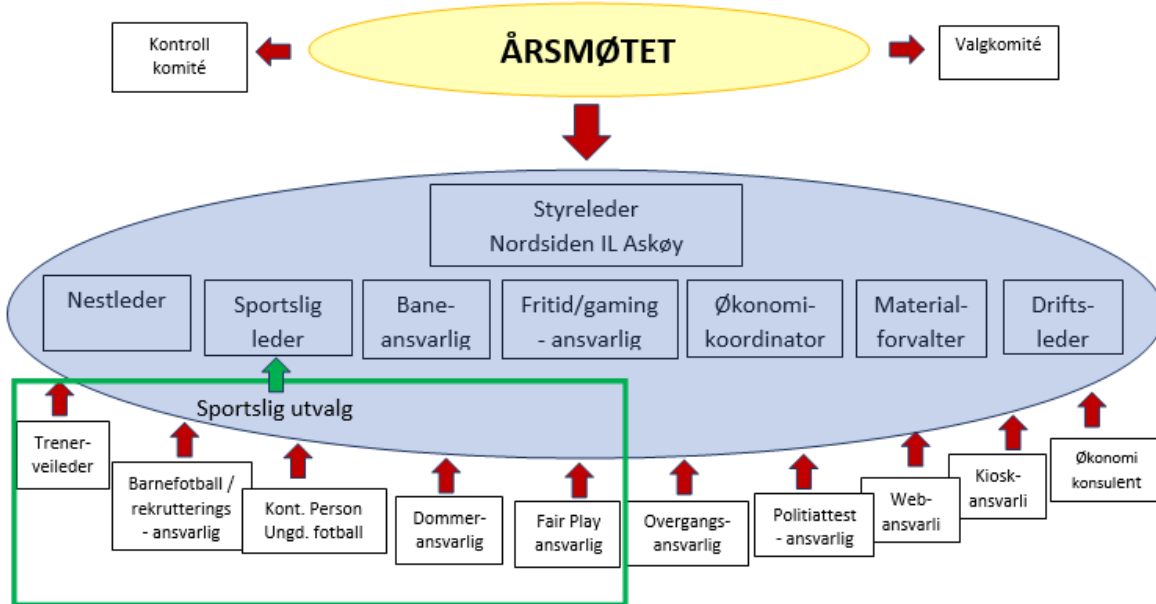 Kontroll
komité
ÅRSMØTET
Valgkomité
Styreleder
Nordsiden IL Askøy
Nestleder
Sportslig
leder
Bane-
ansvarlig
Fritid/gaming
- ansvarlig
Økonomi-
koordinator
Material-
forvalter
Drifts-
leder
Sportslig utvalg
Trener-
veileder
Barnefotball /
rekrutterings
- ansvarlig
Kont. Person
Ungd. fotball
Dommer-
ansvarlig
Fair Play
ansvarlig
Overgangs-
ansvarlig
Politiattest
- ansvarlig
Web-
ansvarli
Kiosk-
ansvarli
Økonomi
konsulent